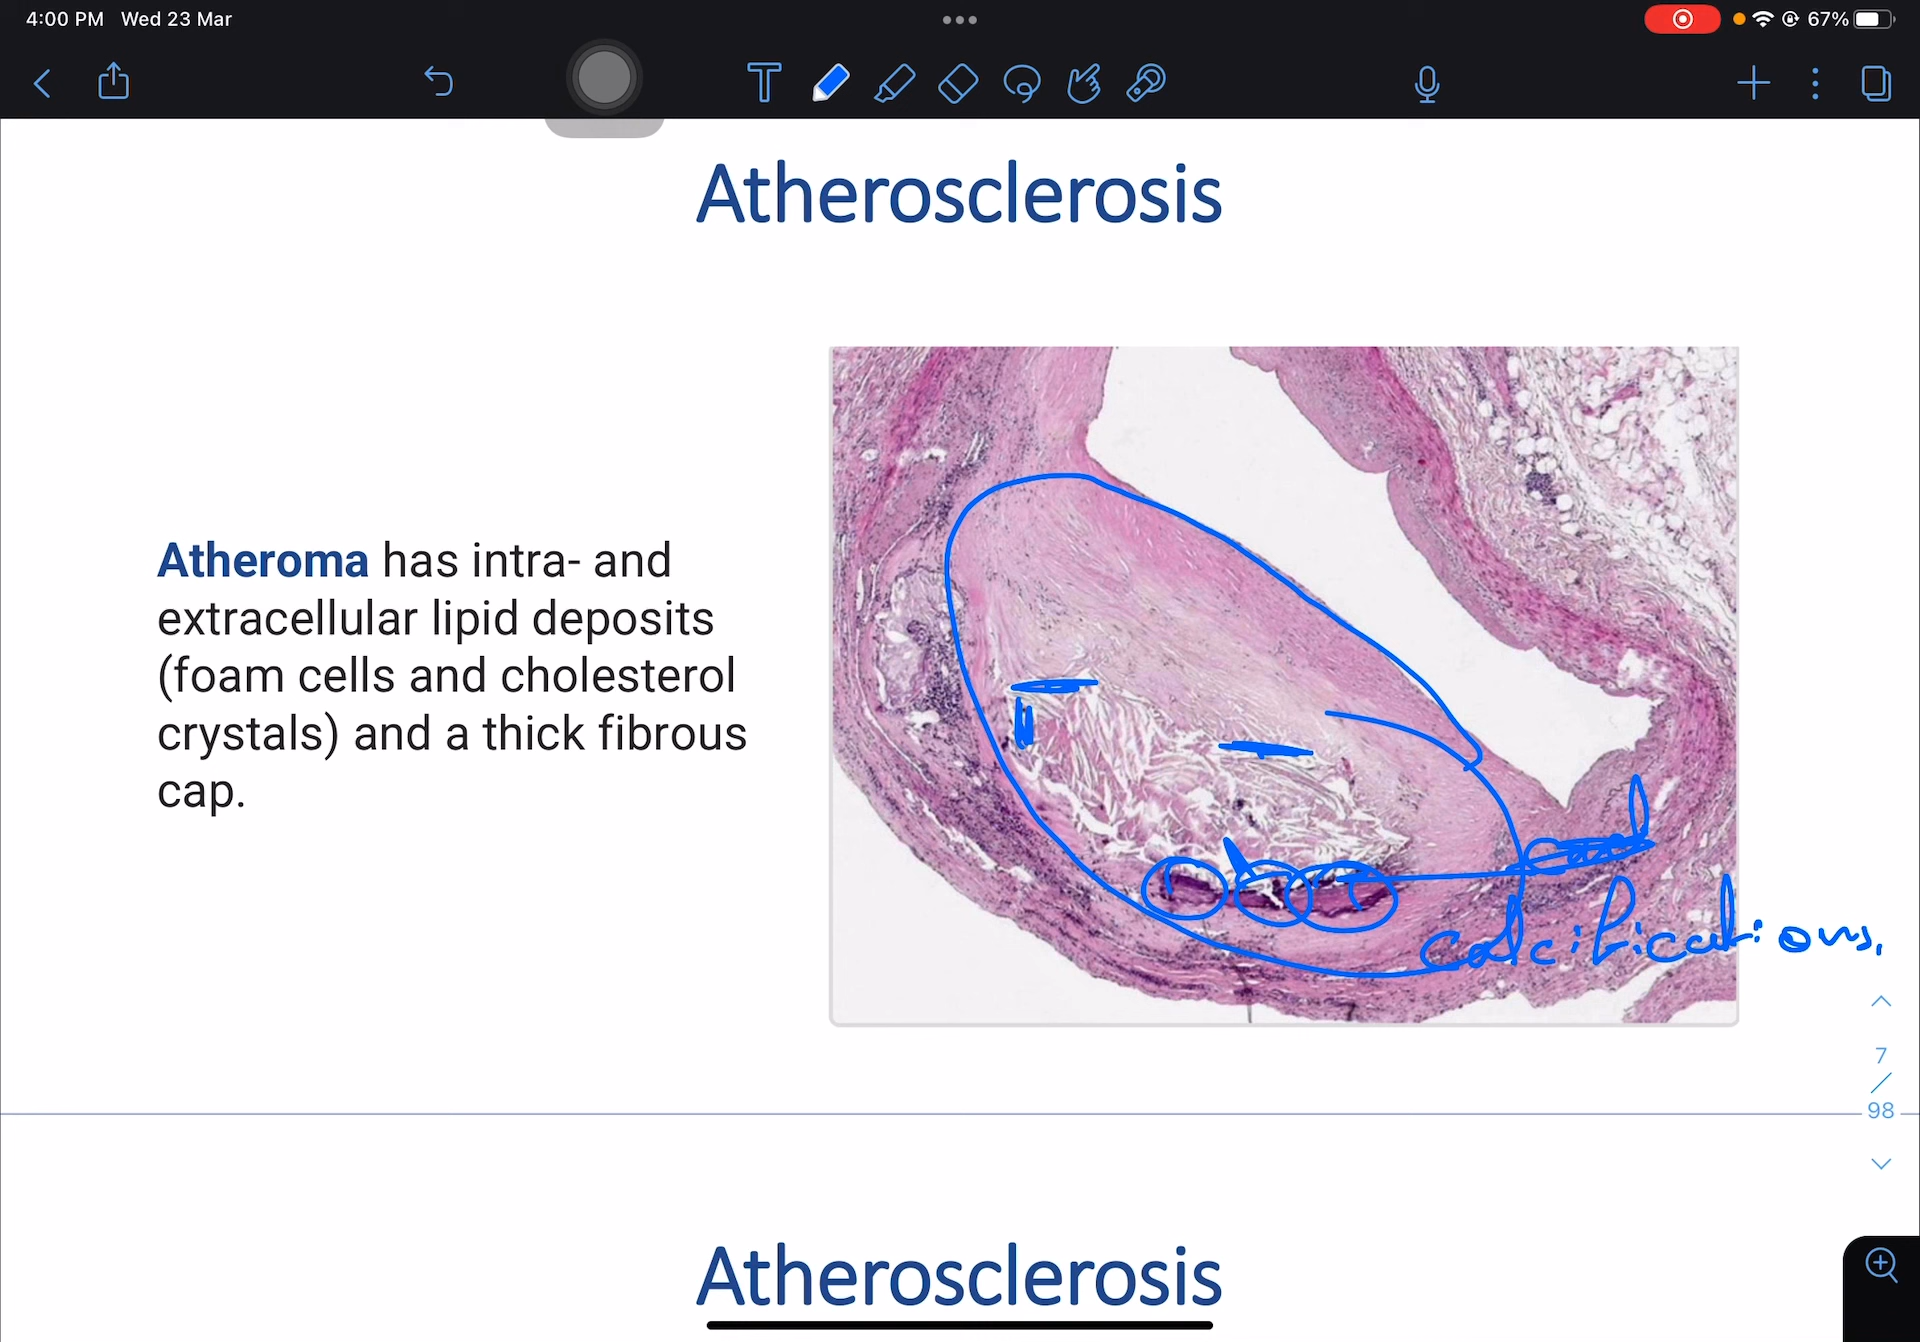 4:00 PM Wed 23 Mar
67%
Atherosclerosis
Atheroma has intra- and
extracellular lipid deposits
(foam cells and cholesterol
crystals) and a thick fibrous
cap.
calcifications.
7
/
98
Atherosclerosis